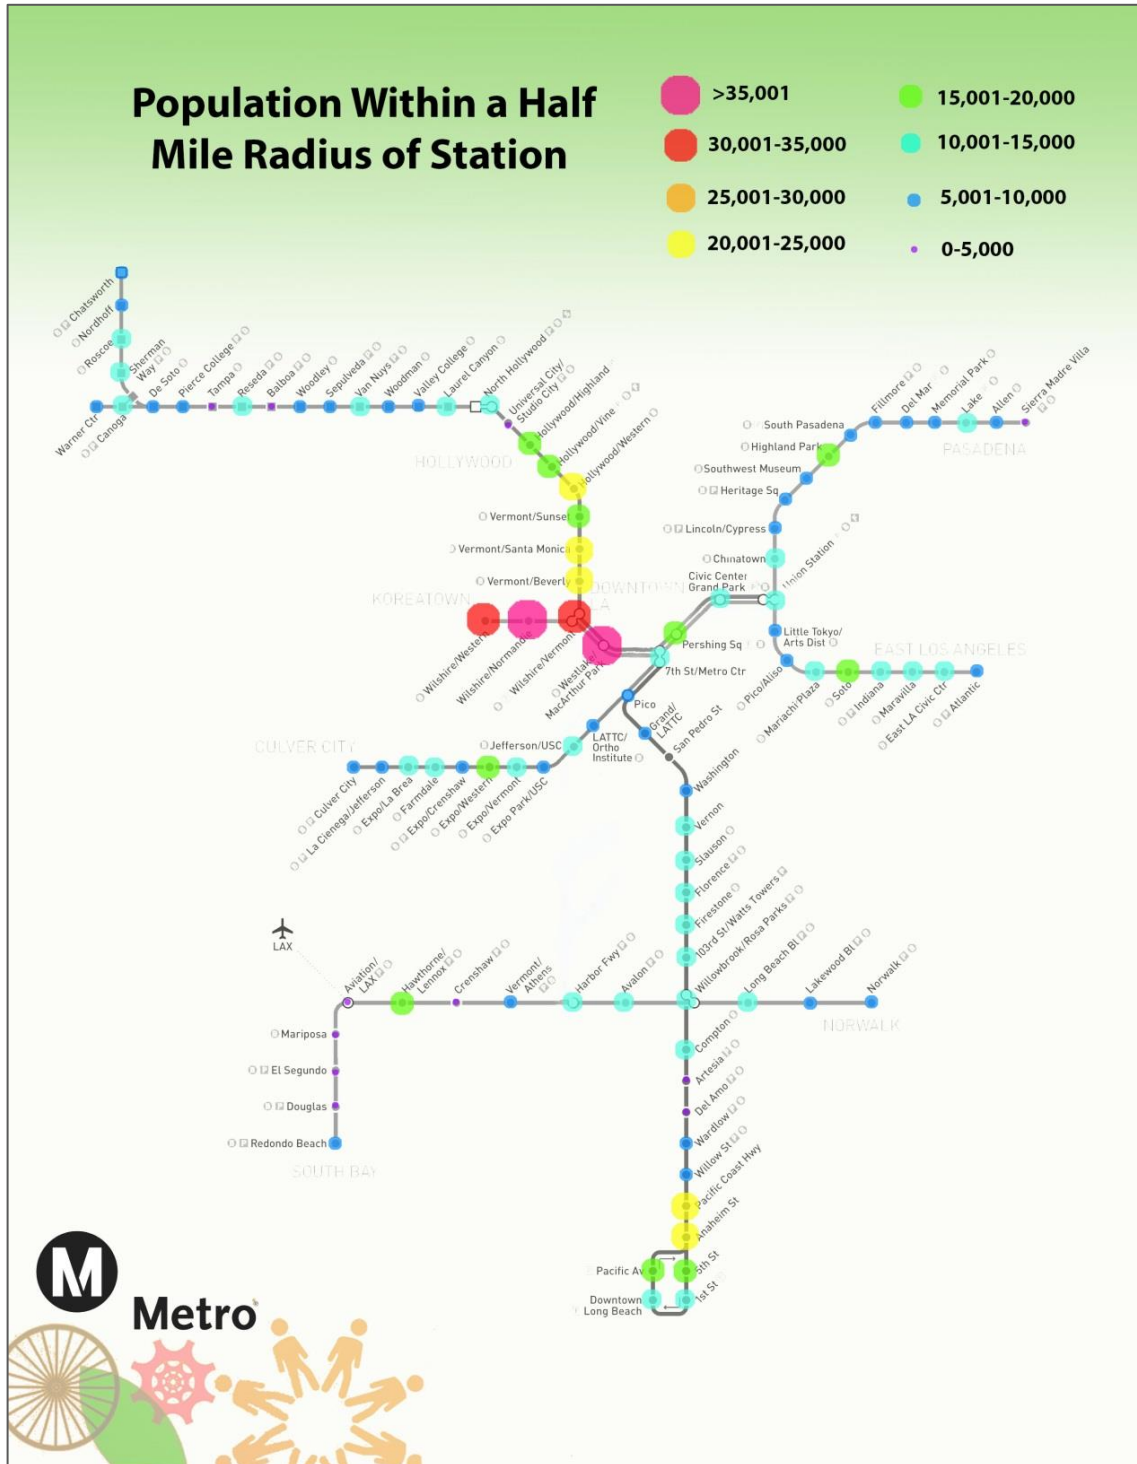 Population Within a Half
Mile Radius of Station
>35,001
30,001-35,000
25,001-30,000
20,001-25,000
15,001-20,000
10,001-15,000
5,001-10,000
0-5,000
Chatsworth
Nordhoff
Roscoe
Sherman
Way
Warner Ctr
Canoga
De Soto
Pierce College
Tampa
Reseda
Balboa
Woodley
Sepulveda
Van Nuys
Woodman
Valley College
Laurel Canyon
North Hollywood
Universal City/
Studio City
Hollywood/Highland
Hollywood/Vine
Hollywood/Western
HOLLYWOOD
Vermont/Sunset
Vermont/Santa Monica
Vermont/Beverly
KOREATOWN
DOWNTOWN
LA
Wilshire/Western
Wilshire/Normandie
Wilshire/Vermont
Westlake/
MacArthur Park
Civic Center
Grand Park
Pershing Sq
7th St/Metro Ctr
Union Station
Chinatown
Lincoln/Cypress
Heritage Sq
Southwest Museum
Highland Park
South Pasadena
Fillmore
Del Mar
Memorial Park
Lake
Allen
Sierra Madre Villa
PASADENA
Little Tokyo/
Arts Dist
EAST LOS ANGELES
Pico/Aliso
Mariachi Plaza
Soto
Indiana
Maravilla
East LA Civic Ctr
Atlantic
Pico
Grand/
LATTC
San Pedro St
LATTC/
Ortho
Institute
Jefferson/USC
CULVER CITY
Culver City
La Cienega/Jefferson
Expo/La Brea
Farmdale
Expo/Crenshaw
Expo/Western
Expo/Vermont
Expo Park/USC
Washington
Vernon
Slauson
Florence
Firestone
103rd St/Watts Towers
Willowbrook/Rosa Parks
LAX
Aviation/
LAX
Hawthorne/
Lennox
Crenshaw
Vermont/
Athens
Harbor Fwy
Avalon
Long Beach Bl
Lakewood Bl
Norwalk
NORWALK
Mariposa
El Segundo
Douglas
Redondo Beach
SOUTH BAY
Compton
Artesia
Del Amo
Wardlow
Willow St
Pacific Coast Hwy
Anaheim St
Pacific Av
5th St
Downtown
Long Beach
1st St
M
Metro